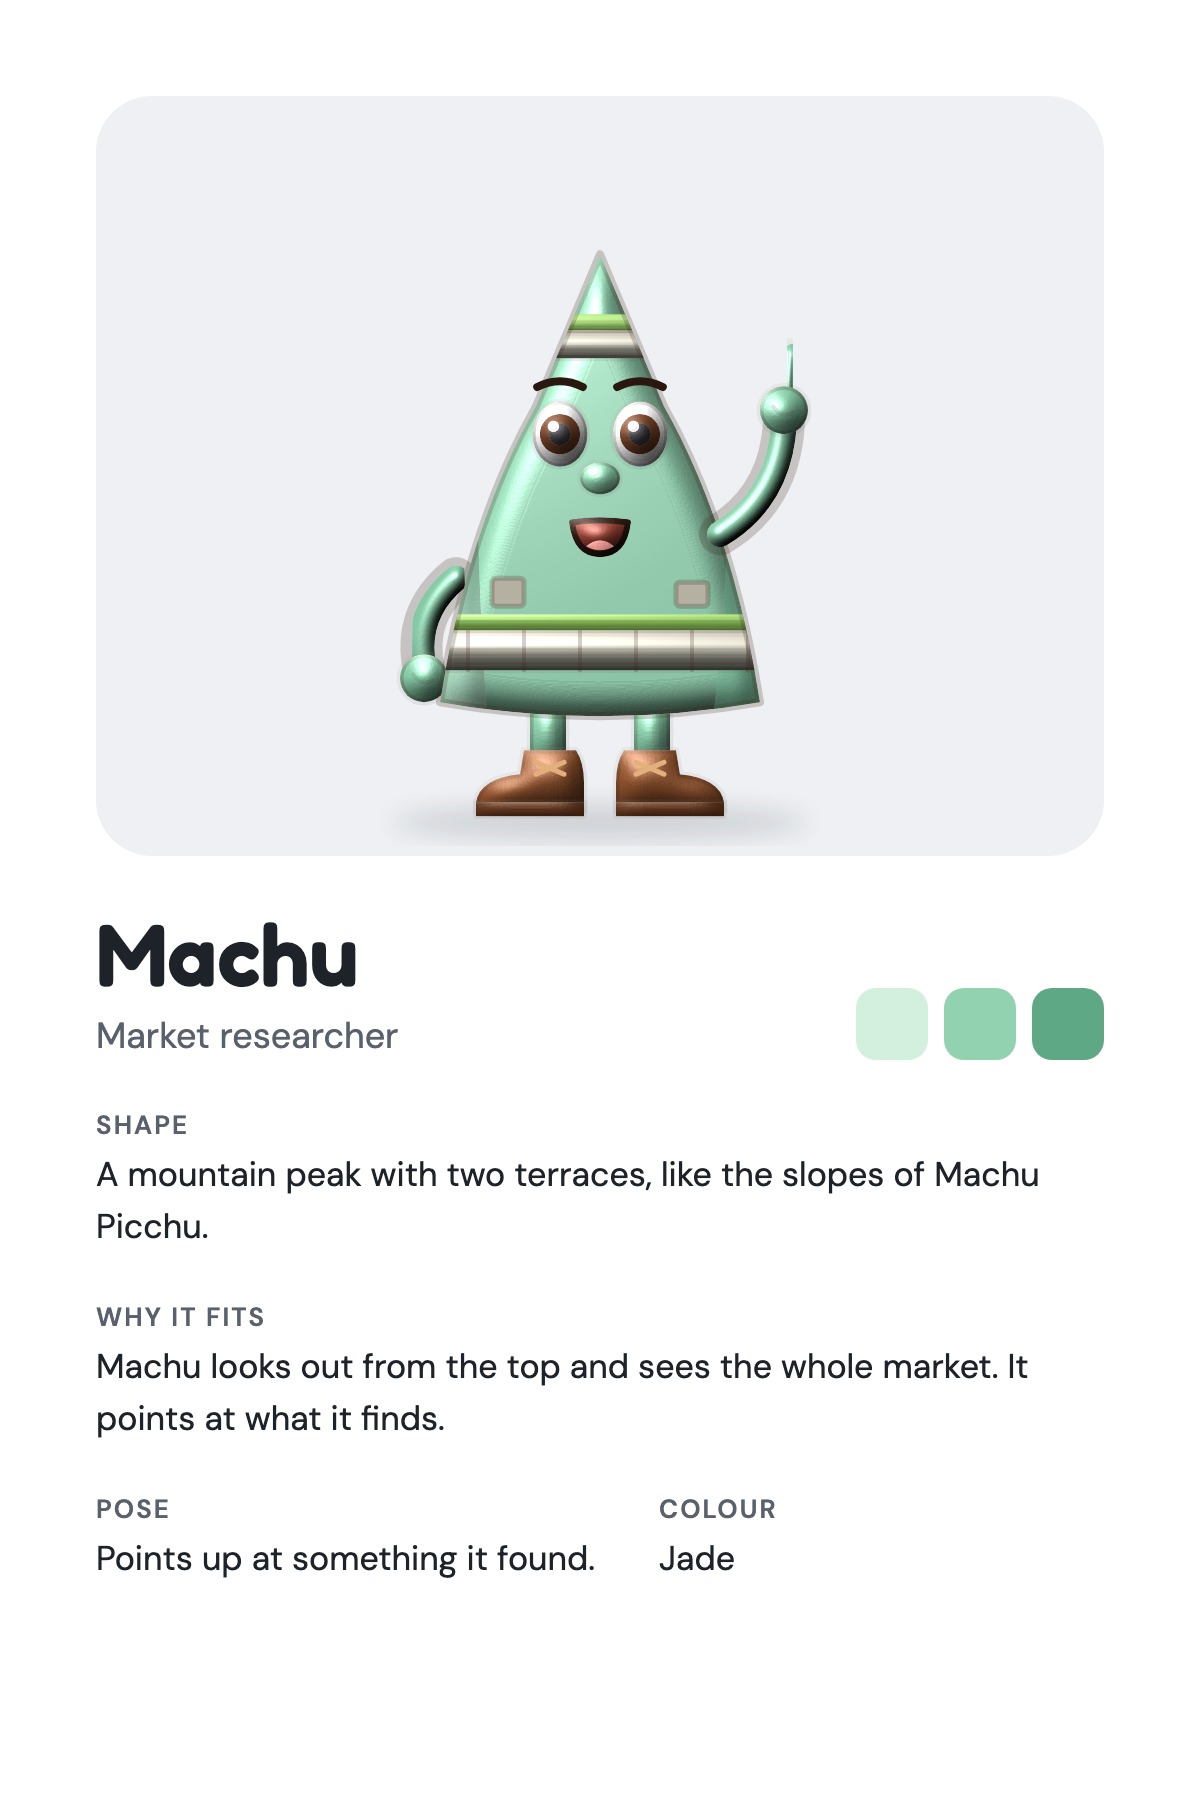 Machu
Market researcher
SHAPE
A mountain peak with two terraces, like the slopes of Machu
Picchu.
WHY IT FITS
Machu looks out from the top and sees the whole market. It
points at what it finds.
POSE
Points up at something it found.
COLOUR
Jade